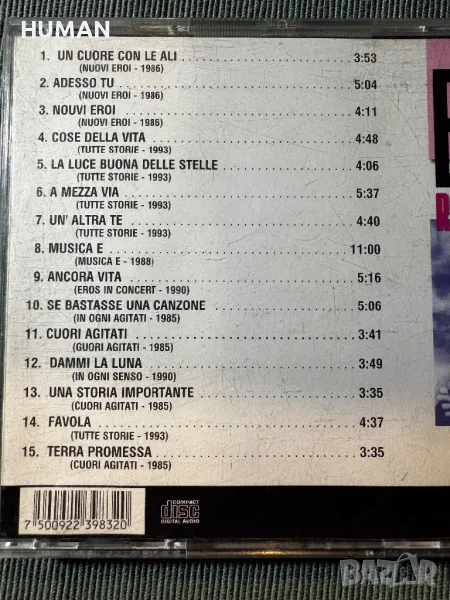 HUMAN
1. UN CUORE CON LE ALI 3:53
(NUOVI EROI - 1986)
2. ADESSO TU 5:04
(NUOVI EROI - 1986)
3. NOUVI EROI 4:11
(NUOVI EROI - 1986)
4. COSE DELLA VITA 4:48
(TUTTE STORIE - 1993)
5. LA LUCE BUONA DELLE STELLE 4:06
(TUTTE STORIE - 1993)
6. A MEZZA VIA 5:37
(TUTTE STORIE - 1993)
7. UN' ALTRA TE 4:40
(TUTTE STORIE - 1993)
8. MUSICA E 11:00
(MUSICA E - 1988)
9. ANCORA VITA 5:16
(EROS IN CONCERT - 1990)
10. SE BASTASSE UNA CANZONE 5:06
(IN OGNI AGITATI - 1985)
11. CUORI AGITATI 3:41
(GUORI AGITATI - 1985)
12. DAMMI LA LUNA 3:49
(IN OGNI SENSO - 1990)
13. UNA STORIA IMPORTANTE 3:35
(CUORI AGITATI - 1985)
14. FAVOLA 4:37
(TUTTE STORIE - 1993)
15. TERRA PROMESSA 3:35
(CUORI AGITATI - 1985)
7 500922 398320
COMPACT
disc
DIGITAL AUDIO
BAZAR